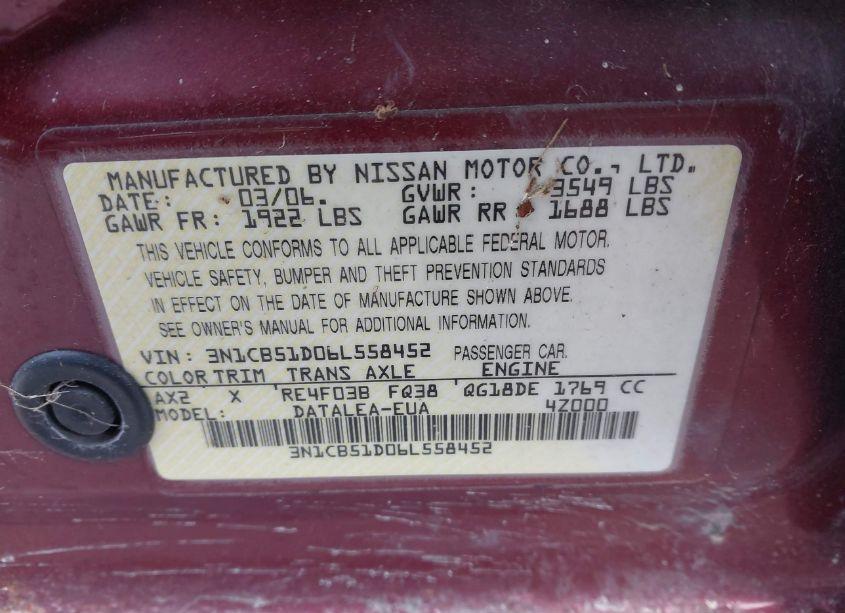 MANUFACTURED BY NISSAN MOTOR CO., LTD.
DATE: 03/06. GVWR: 3549 LBS
GAWR FR: 1922 LBS GAWR RR: 1688 LBS
THIS VEHICLE CONFORMS TO ALL APPLICABLE FEDERAL MOTOR.
VEHICLE SAFETY, BUMPER AND THEFT PREVENTION STANDARDS
IN EFFECT ON THE DATE OF MANUFACTURE SHOWN ABOVE.
SEE OWNER'S MANUAL FOR ADDITIONAL INFORMATION.
VIN: 3N1CB51D06L558452 PASSENGER CAR.
COLOR TRIM TRANS AXLE ENGINE
AX2 X RE4F03B FQ38 QG18DE 1769 CC
MODEL: DATALEA-EUA 4Z000
3N1CB51D06L558452